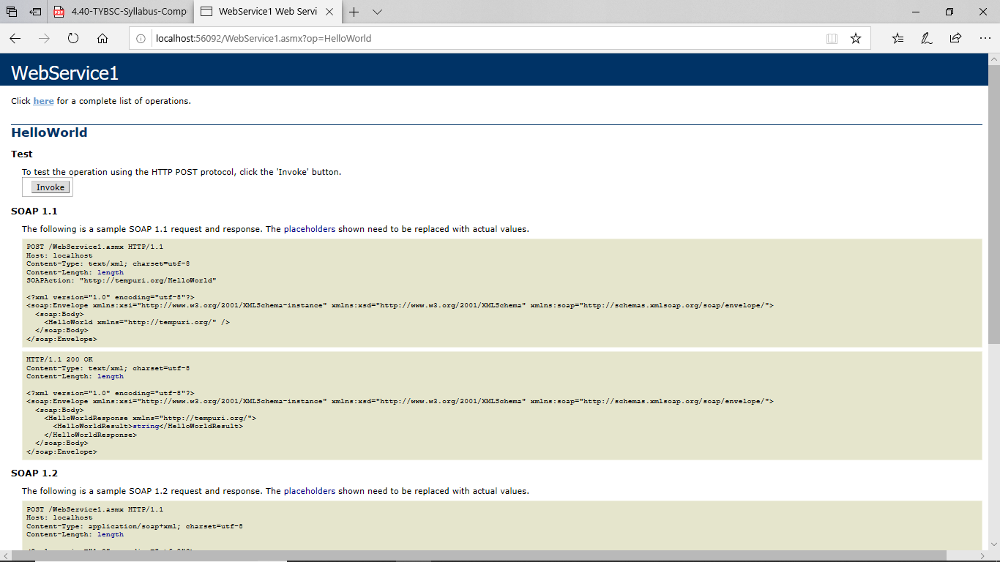 4.40-TYBSC-Syllabus-Comp
WebService1 Web Servi
localhost:56092/WebService1.asmx?op=HelloWorld
WebService1
Click here for a complete list of operations.
HelloWorld
Test
To test the operation using the HTTP POST protocol, click the 'Invoke' button.
Invoke
SOAP 1.1
The following is a sample SOAP 1.1 request and response. The placeholders shown need to be replaced with actual values.
POST /WebService1.asmx HTTP/1.1
Host: localhost
Content-Type: text/xml; charset=utf-8
Content-Length: length
SOAPAction: "http://tempuri.org/HelloWorld"
<?xml version="1.0" encoding="utf-8"?>
<soap:Envelope xmlns:xsi="http://www.w3.org/2001/XMLSchema-instance" xmlns:xsd="http://www.w3.org/2001/XMLSchema" xmlns:soap="http://schemas.xmlsoap.org/soap/envelope/">
<soap:Body>
<HelloWorld xmlns="http://tempuri.org/" />
</soap:Body>
</soap:Envelope>
HTTP/1.1 200 OK
Content-Type: text/xml; charset=utf-8
Content-Length: length
<?xml version="1.0" encoding="utf-8"?>
<soap:Envelope xmlns:xsi="http://www.w3.org/2001/XMLSchema-instance" xmlns:xsd="http://www.w3.org/2001/XMLSchema" xmlns:soap="http://schemas.xmlsoap.org/soap/envelope/">
<soap:Body>
<HelloWorldResponse xmlns="http://tempuri.org/">
<HelloWorldResult>string</HelloWorldResult>
</HelloWorldResponse>
</soap:Body>
</soap:Envelope>
SOAP 1.2
The following is a sample SOAP 1.2 request and response. The placeholders shown need to be replaced with actual values.
POST /WebService1.asmx HTTP/1.1
Host: localhost
Content-Type: application/soap+xml; charset=utf-8
Content-Length: length